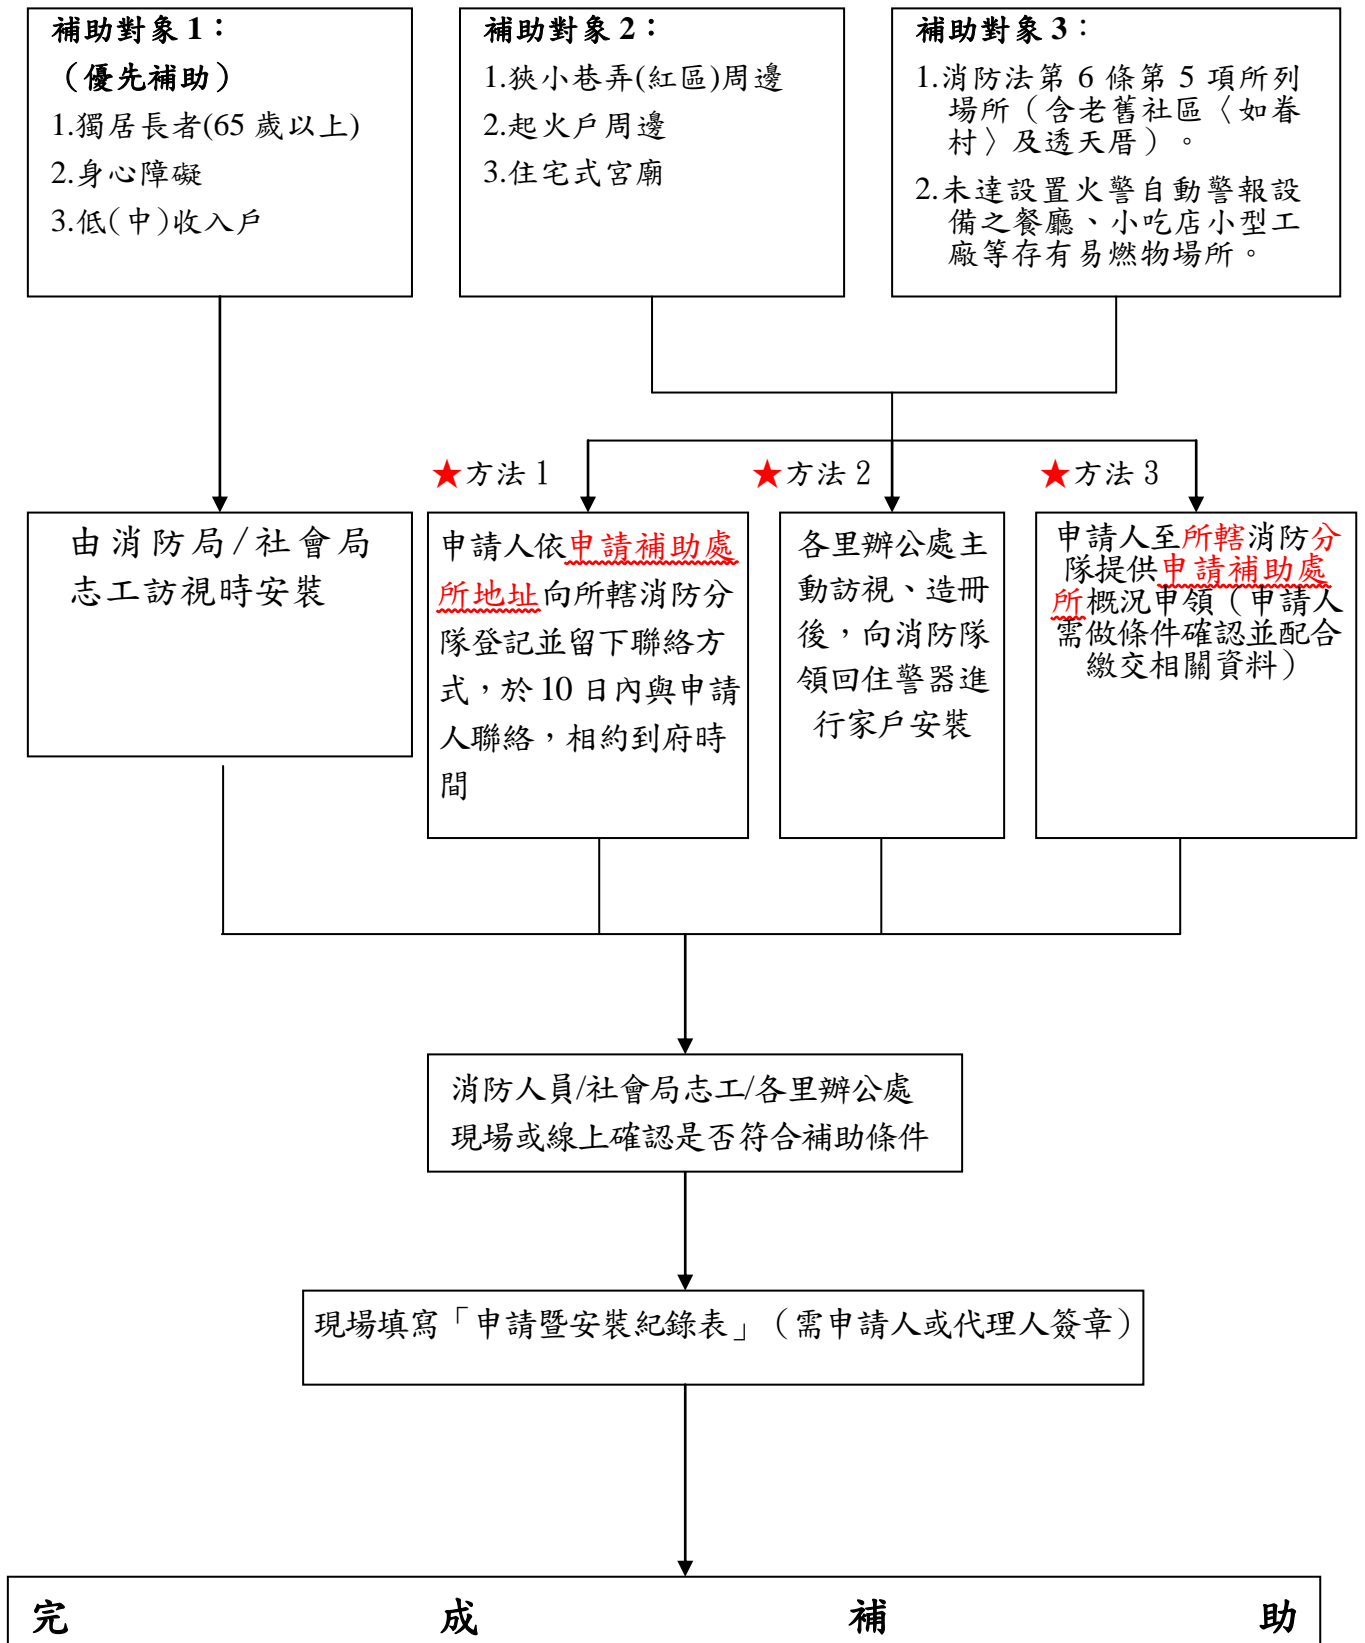 補助對象 1：
（優先補助）
1.獨居長者(65 歲以上)
2.身心障礙
3.低(中)收入戶
補助對象 2：
1.狹小巷弄(紅區)周邊
2.起火戶周邊
3.住宅式宮廟
補助對象 3：
1.消防法第 6 條第 5 項所列
場所（含老舊社區〈如眷
村〉及透天厝）。
2.未達設置火警自動警報設
備之餐廳、小吃店小型工
廠等存有易燃物場所。
由消防局/社會局
志工訪視時安裝
★方法 1
申請人依申請補助處
所地址向所轄消防分
隊登記並留下聯絡方
式，於 10 日內與申請
人聯絡，相約到府時
間
★方法 2
各里辦公處主
動訪視、造冊
後，向消防隊
領回住警器進
行家戶安裝
★方法 3
申請人至所轄消防分
隊提供申請補助處
所概況申領（申請人
需做條件確認並配合
繳交相關資料）
消防人員/社會局志工/各里辦公處
現場或線上確認是否符合補助條件
現場填寫「申請暨安裝紀錄表」（需申請人或代理人簽章）
完 成 補 助